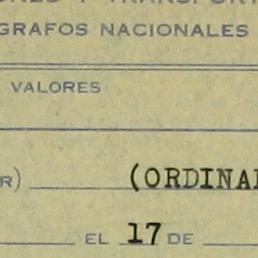 GRAFOS NACIONALES
VALORES
R) (ORDINA
EL 17 DE